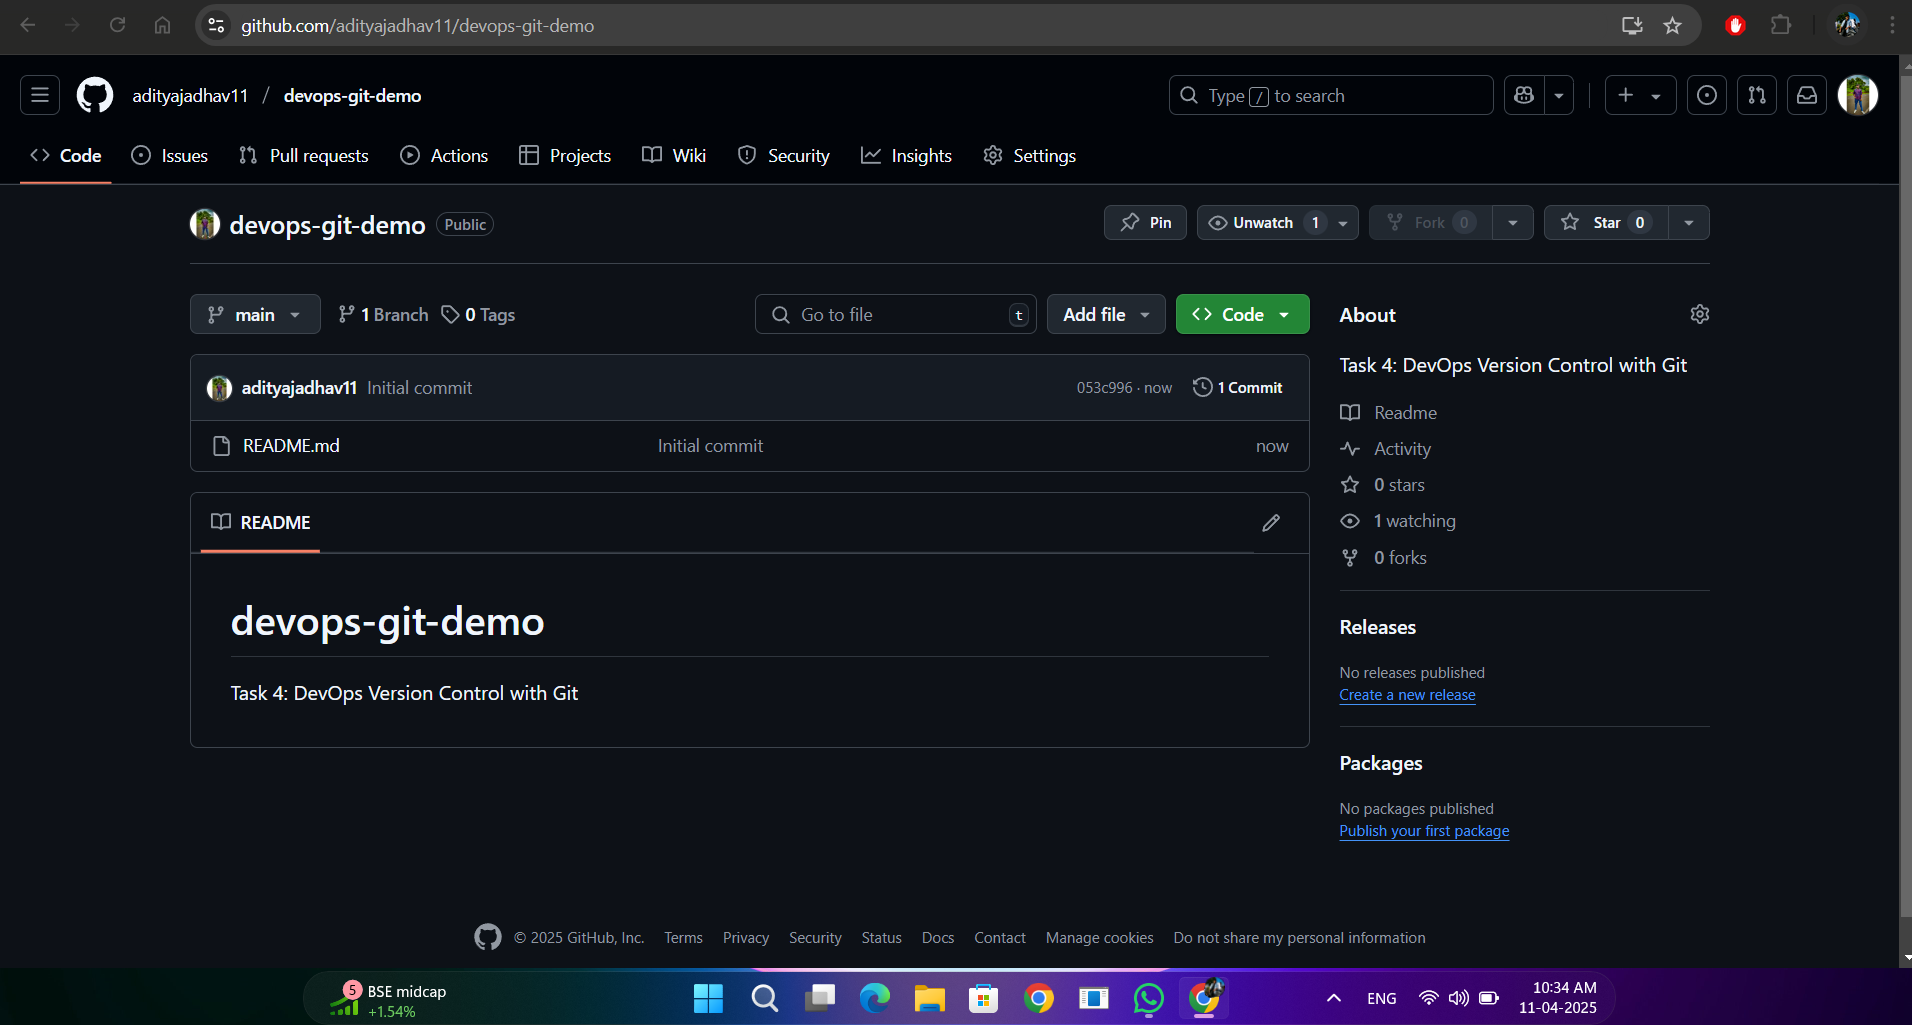 github.com/adityajadhav11/devops-git-demo
adityajadhav11 / devops-git-demo
Type / to search
Code Issues Pull requests Actions Projects Wiki Security Insights Settings
devops-git-demo Public
Pin Unwatch 1 Fork 0 Star 0
main 1 Branch 0 Tags Go to file t Add file Code
adityajadhav11 Initial commit 053c996 · now 1 Commit
README.md Initial commit now
README
devops-git-demo
Task 4: DevOps Version Control with Git
About
Task 4: DevOps Version Control with Git
Readme
Activity
0 stars
1 watching
0 forks
Releases
No releases published
Create a new release
Packages
No packages published
Publish your first package
© 2025 GitHub, Inc. Terms Privacy Security Status Docs Contact Manage cookies Do not share my personal information
5 BSE midcap
+1.54%
ENG
10:34 AM
11-04-2025